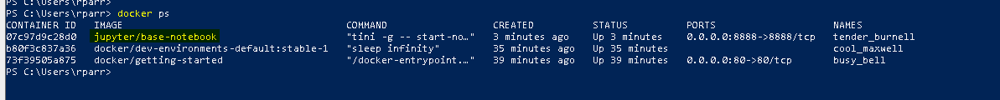 PS C:\Users\rparr>
PS C:\Users\rparr> docker ps
CONTAINER ID IMAGE COMMAND CREATED STATUS PORTS NAMES
07c97d9c28d0 jupyter/base-notebook "tini -g -- start-no…" 3 minutes ago Up 3 minutes 0.0.0.0:8888->8888/tcp tender_burnell
b80f3c837a36 docker/dev-environments-default:stable-1 "sleep infinity" 35 minutes ago Up 35 minutes cool_maxwell
73f39505a875 docker/getting-started "/docker-entrypoint.…" 39 minutes ago Up 39 minutes 0.0.0.0:80->80/tcp busy_bell
PS C:\Users\rparr>